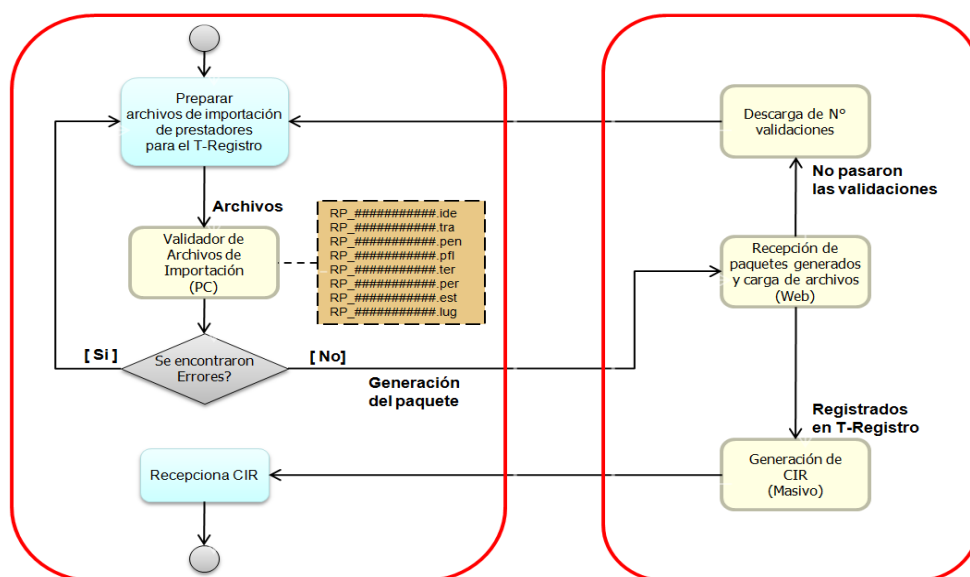 Preparar
archivos de importación
de prestadores
para el T-Registro
Descarga de Nº
validaciones
No pasaron
las validaciones
Archivos
RP_###########.ide
RP_###########.tra
RP_###########.pen
RP_###########.pfl
RP_###########.ter
RP_###########.per
RP_###########.est
RP_###########.lug
Validador de
Archivos de
Importación
(PC)
Recepción de
paquetes generados
y carga de archivos
(Web)
[ Si ]
Se encontraron
Errores?
[ No]
Generación
del paquete
Registrados
en T-Registro
Recepciona CIR
Generación de
CIR
(Masivo)